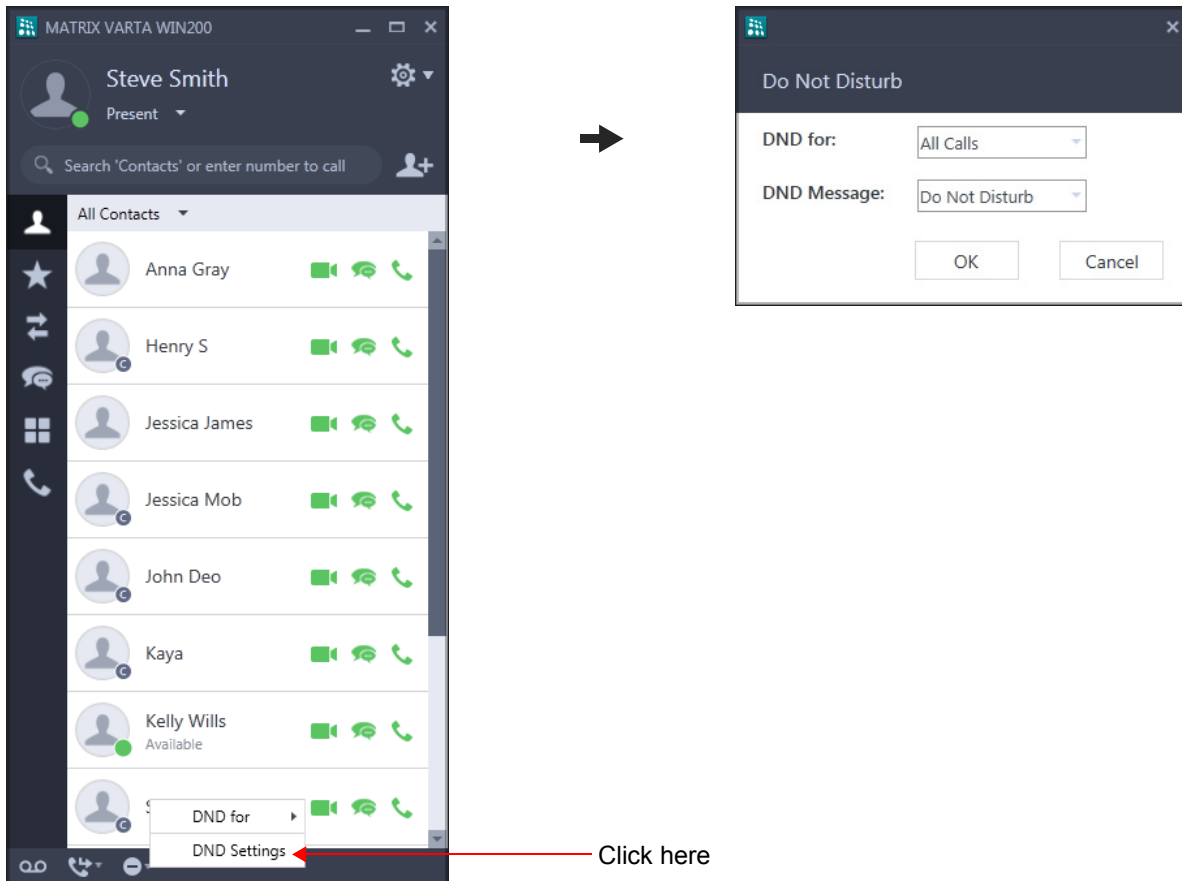 MATRIX VARTA WIN200
Steve Smith
Present
Search 'Contacts' or enter number to call
All Contacts
Anna Gray
Henry S
C
Jessica James
Jessica Mob
C
John Deo
C
Kaya
C
Kelly Wills
Available
S
C
DND for
DND Settings
Click here
Do Not Disturb
DND for:
All Calls
DND Message:
Do Not Disturb
OK
Cancel